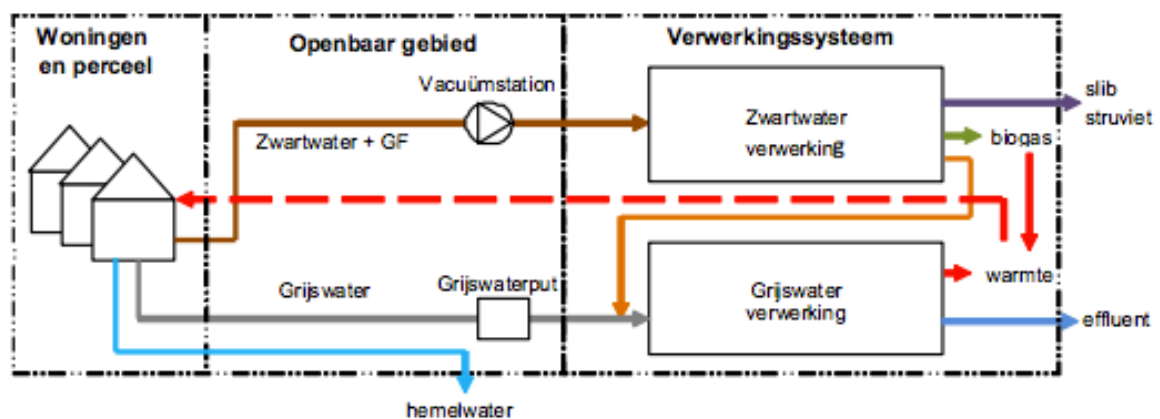 Woningen
en perceel
Openbaar gebied
Verwerkingssysteem
Vacuümstation
Zwartwater + GF
Zwartwater
verwerking
slib
struviet
biogas
Grijswater
Grijswaterput
Grijswater
verwerking
warmte
effluent
hemelwater